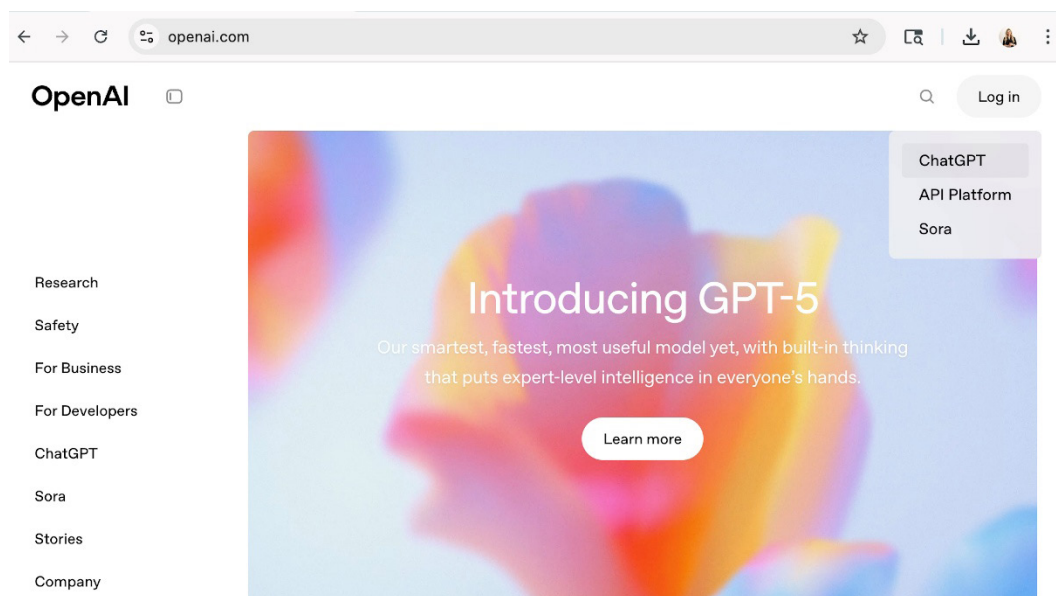 openai.com
OpenAI
Log in
ChatGPT
API Platform
Sora
Research
Safety
For Business
For Developers
ChatGPT
Sora
Stories
Company
Introducing GPT-5
Our smartest, fastest, most useful model yet, with built-in thinking
that puts expert-level intelligence in everyone's hands.
Learn more